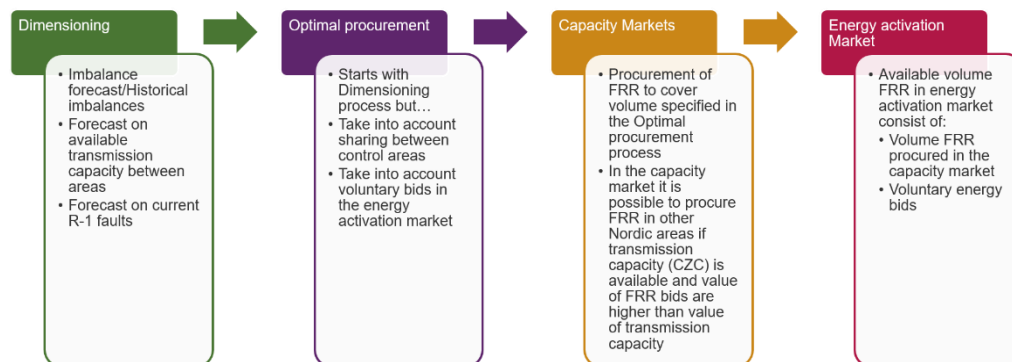 Dimensioning
• Imbalance
forecast/Historical
imbalances
• Forecast on
available
transmission
capacity between
areas
• Forecast on current
R-1 faults
Optimal procurement
• Starts with
Dimensioning
process but…
• Take into account
sharing between
control areas
• Take into account
voluntary bids in
the energy
activation market
Capacity Markets
• Procurement of
FRR to cover
volume specified in
the Optimal
procurement
process
• In the capacity
market it is
possible to procure
FRR in other
Nordic areas if
transmission
capacity (CZC) is
available and value
of FRR bids are
higher than value
of transmission
capacity
Energy activation
Market
• Available volume
FRR in energy
activation market
consist of:
• Volume FRR
procured in the
capacity market
• Voluntary energy
bids